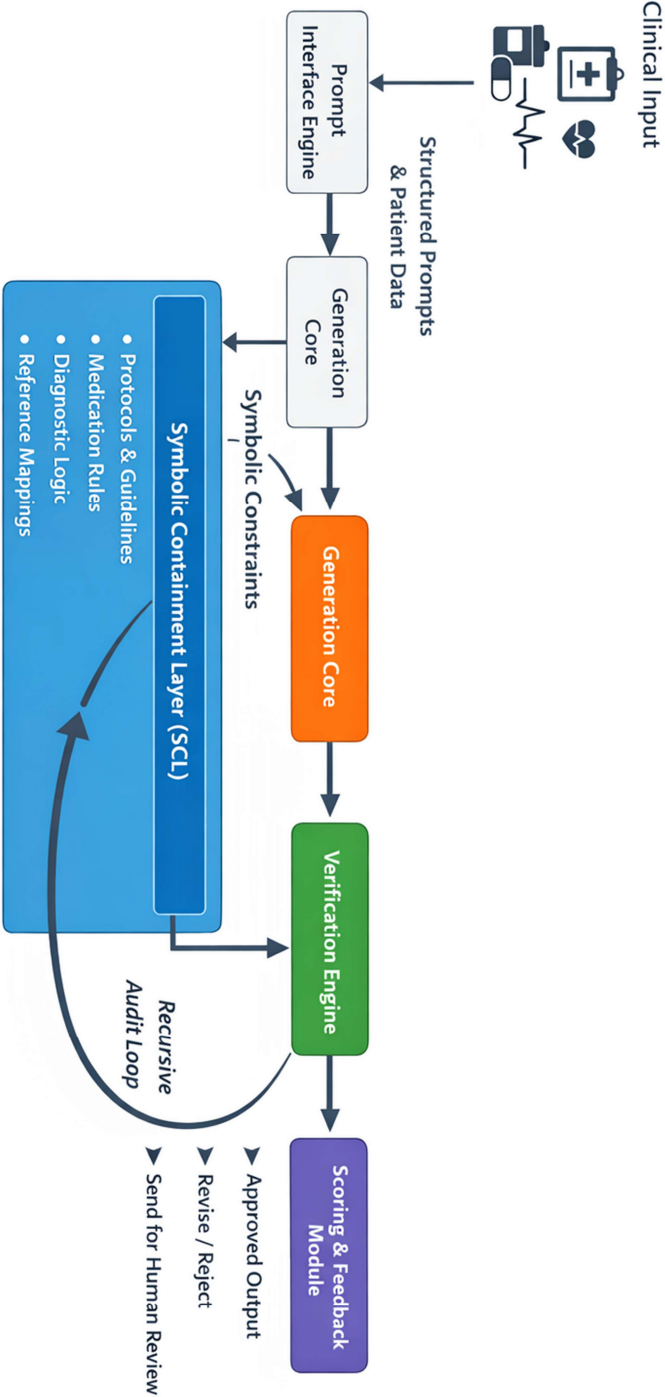 Clinical Input
Structured Prompts
& Patient Data
Prompt
Interface Engine
Generation
Core
Generation Core
Verification Engine
Scoring & Feedback
Module
Symbolic Constraints
Symbolic Containment Layer (SCL)
• Protocols & Guidelines
• Medication Rules
• Diagnostic Logic
• Reference Mappings
Recursive
Audit Loop
➤ Approved Output
➤ Revise / Reject
➤ Send for Human Review